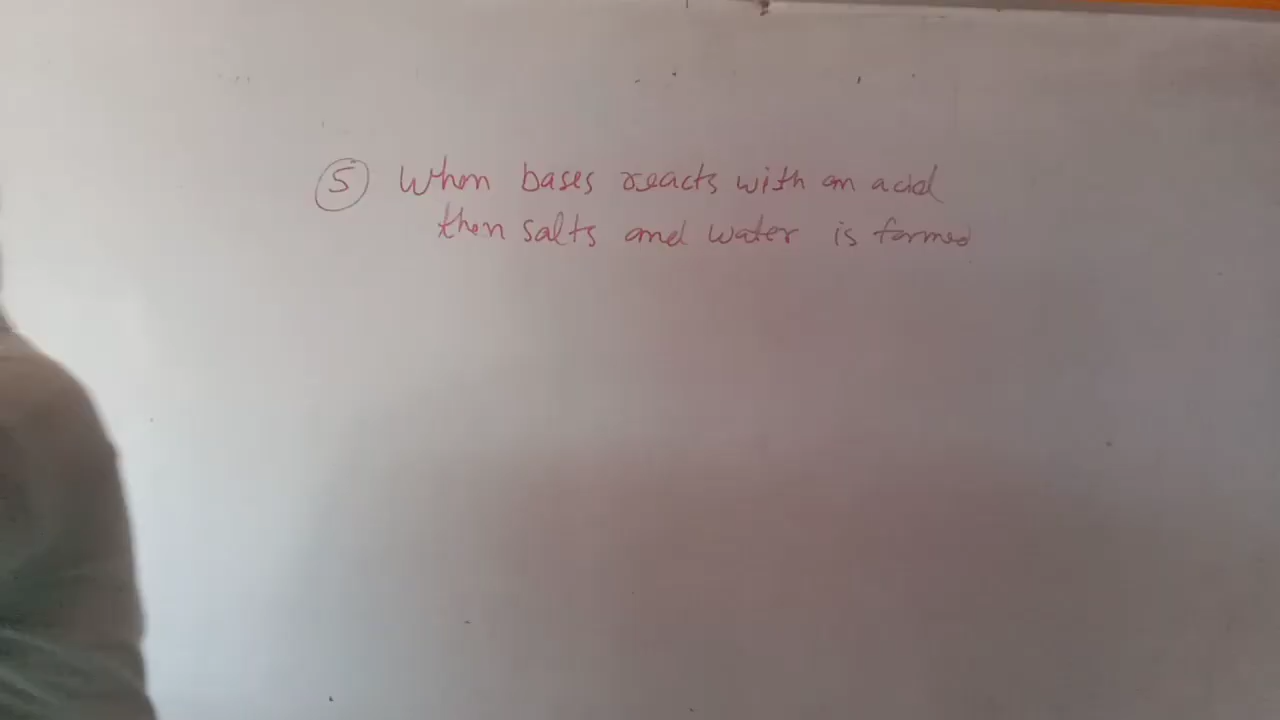 ⑤ When bases reacts with an acid
then salts and water is formed